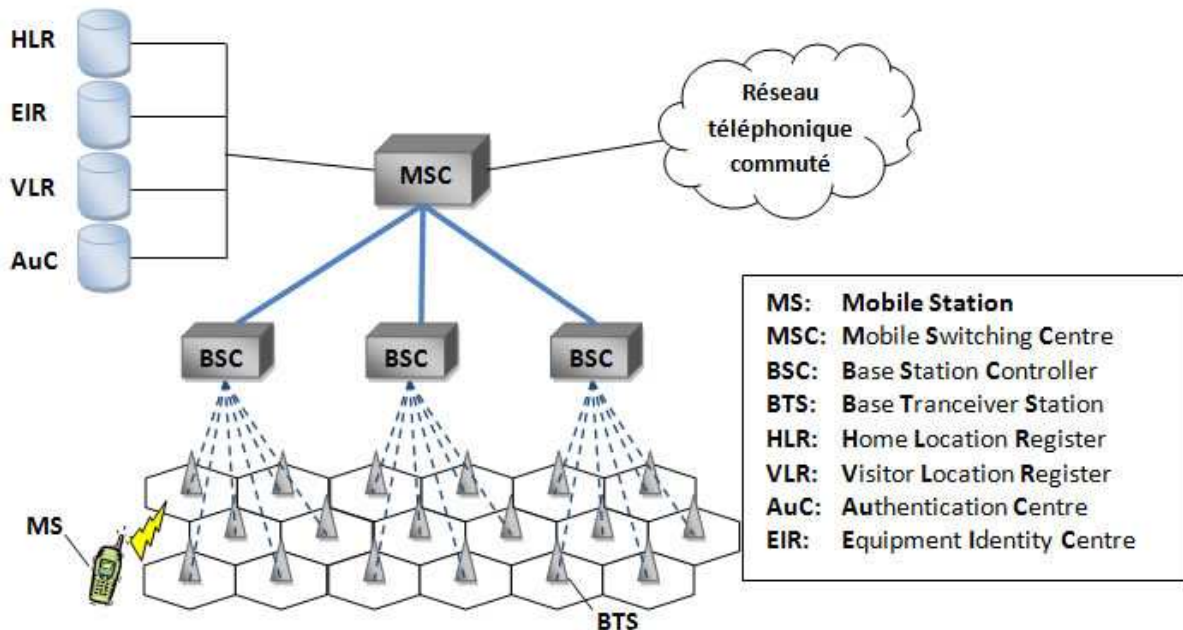 HLR
EIR
VLR
AuC
MSC
Réseau
téléphonique
commuté
BSC
BSC
BSC
MS
BTS
MS: Mobile Station
MSC: Mobile Switching Centre
BSC: Base Station Controller
BTS: Base Tranceiver Station
HLR: Home Location Register
VLR: Visitor Location Register
AuC: Authentication Centre
EIR: Equipment Identity Centre